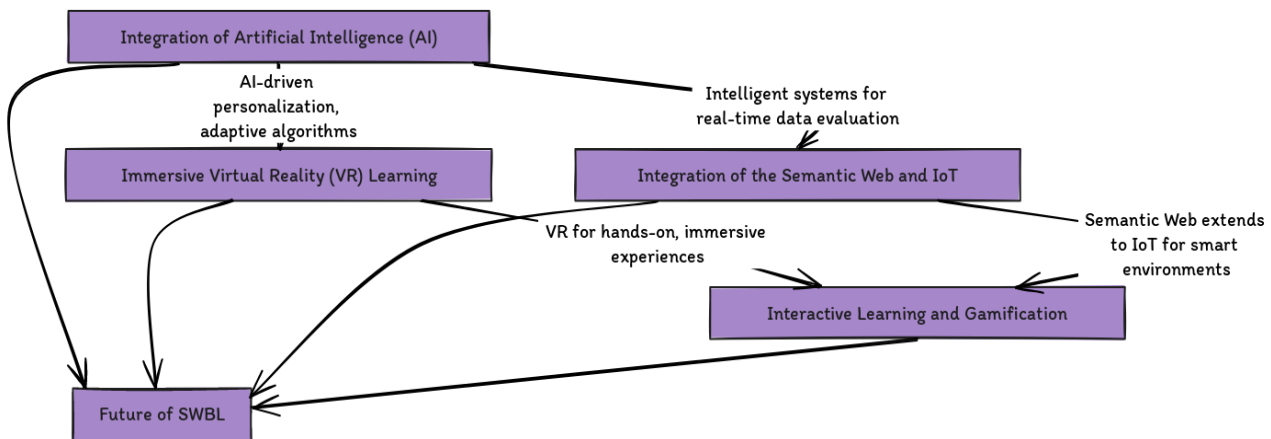 Integration of Artificial Intelligence (AI)
AI-driven
personalization,
adaptive algorithms
Intelligent systems for
real-time data evaluation
Immersive Virtual Reality (VR) Learning
Integration of the Semantic Web and IoT
VR for hands-on, immersive
experiences
Semantic Web extends
to IoT for smart
environments
Interactive Learning and Gamification
Future of SWBL